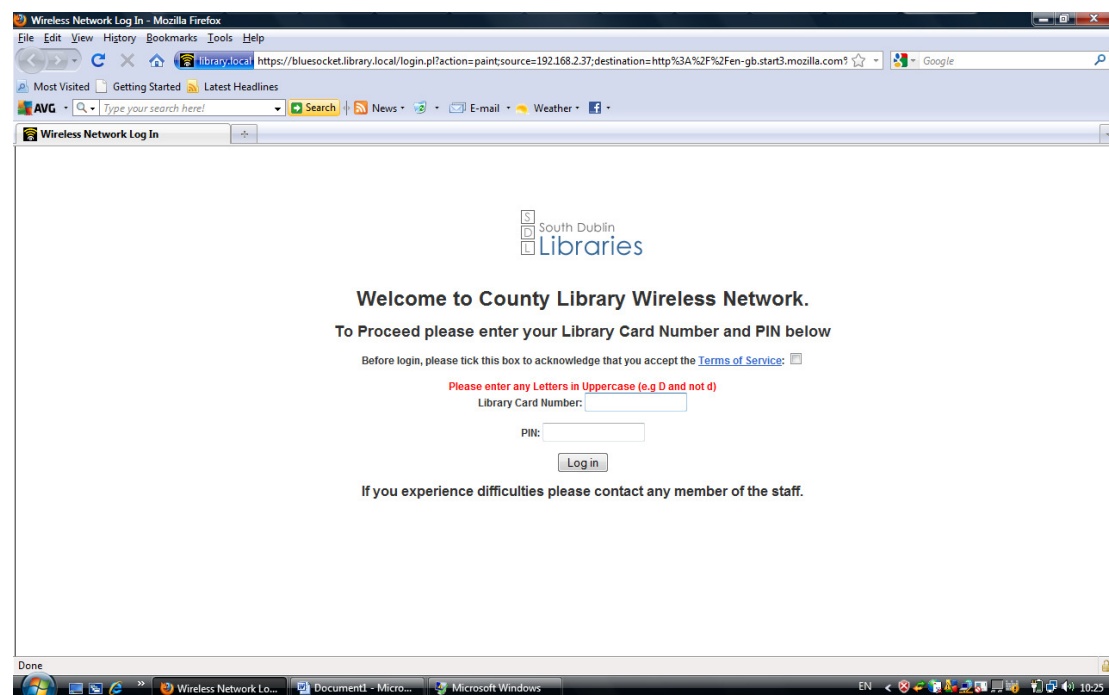 Wireless Network Log In - Mozilla Firefox
File Edit View History Bookmarks Tools Help
library.local https://bluesocket.library.local/login.pl?action=paint;source=192.168.2.37;destination=http%3A%2F%2Fen-gb.start3.mozilla.com% Google
Most Visited Getting Started Latest Headlines
AVG Type your search here! Search News E-mail Weather
Wireless Network Log In
S
D South Dublin
L Libraries
Welcome to County Library Wireless Network.
To Proceed please enter your Library Card Number and PIN below
Before login, please tick this box to acknowledge that you accept the Terms of Service:
Please enter any Letters in Uppercase (e.g D and not d)
Library Card Number:
PIN:
Log in
If you experience difficulties please contact any member of the staff.
Done
Wireless Network Lo... Document1 - Micro... Microsoft Windows EN 10:25